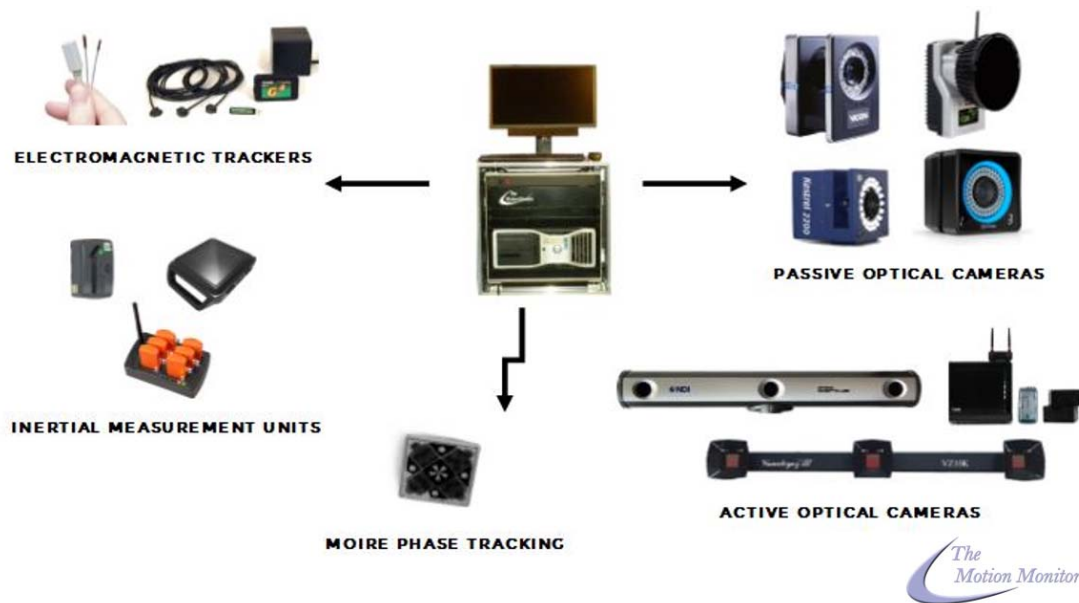 ELECTROMAGNETIC TRACKERS
VICON
Kestrel 2200
PASSIVE OPTICAL CAMERAS
INERTIAL MEASUREMENT UNITS
NDI
VZ10K
ACTIVE OPTICAL CAMERAS
MOIRE PHASE TRACKING
The
Motion Monitor